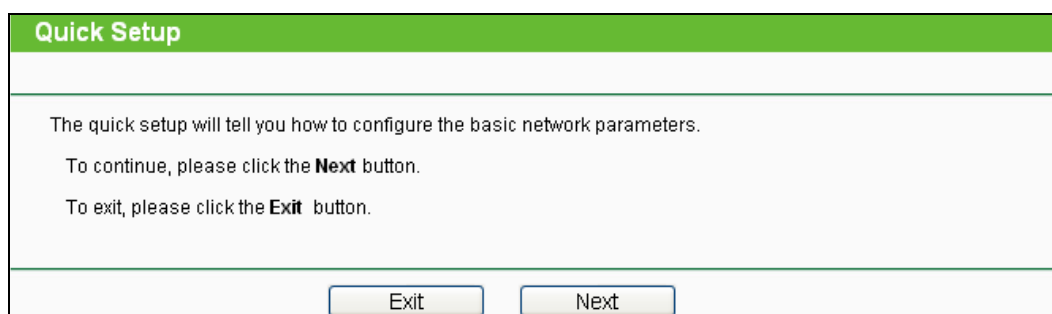 Quick Setup
The quick setup will tell you how to configure the basic network parameters.
To continue, please click the Next button.
To exit, please click the Exit button.
Exit Next